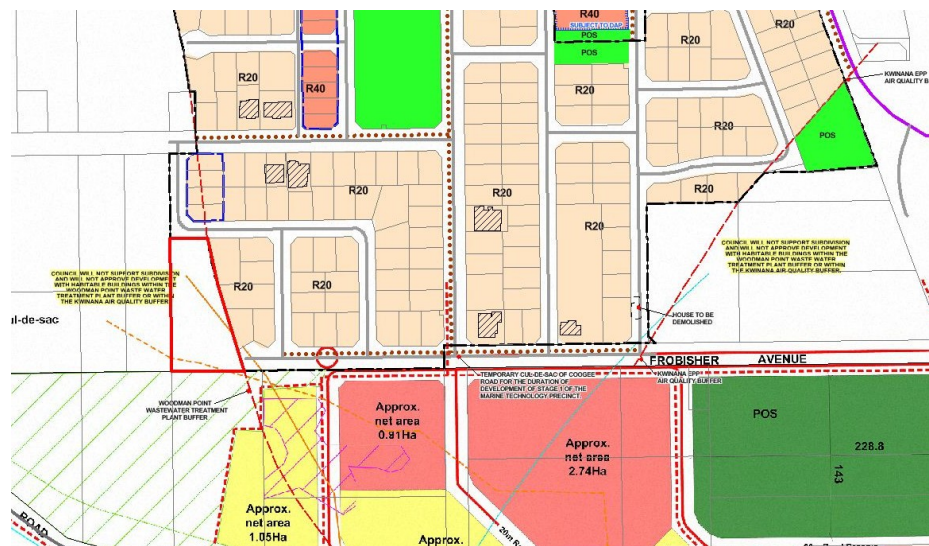 R40
SUBJECT TO DAP
POS
POS
R20
R20
R40
R20
KWINANA EPP
AIR QUALITY B
R20
R20
POS
R20
R20
R20
R20
COUNCIL WILL NOT SUPPORT SUBDIVISION
AND WILL NOT APPROVE DEVELOPMENT
WITH HABITABLE BUILDINGS WITHIN THE
WOODMAN POINT WASTE WATER
TREATMENT PLANT BUFFER OR WITHIN
THE KWINANA AIR QUALITY BUFFER
COUNCIL WILL NOT SUPPORT SUBDIVISION
AND WILL NOT APPROVE DEVELOPMENT
WITH HABITABLE BUILDINGS WITHIN THE
WOODMAN POINT WASTE WATER
TREATMENT PLANT BUFFER OR WITHIN
THE KWINANA AIR QUALITY BUFFER
R20
R20
ul-de-sac
HOUSE TO BE
DEMOLISHED
FROBISHER AVENUE
TEMPORARY CUL-DE-SAC OF COOGEE
ROAD FOR THE DURATION OF
DEVELOPMENT OF STAGE 1 OF THE
MARINE TECHNOLOGY PRECINCT.
KWINANA EPP
AIR QUALITY BUFFER
WOODMAN POINT
WASTEWATER TREATMENT
PLANT BUFFER
Approx.
net area
0.91Ha
Approx.
net area
2.74Ha
POS
228.8
143
Approx.
net area
1.05Ha
ROAD
Approx.
20m R